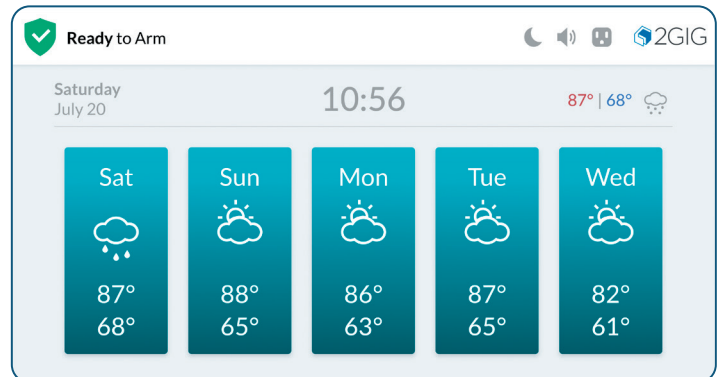 Ready to Arm
2GIG
Saturday
July 20
10:56
87° | 68°
Sat Sun Mon Tue Wed
87° 88° 86° 87° 82°
68° 65° 63° 65° 61°